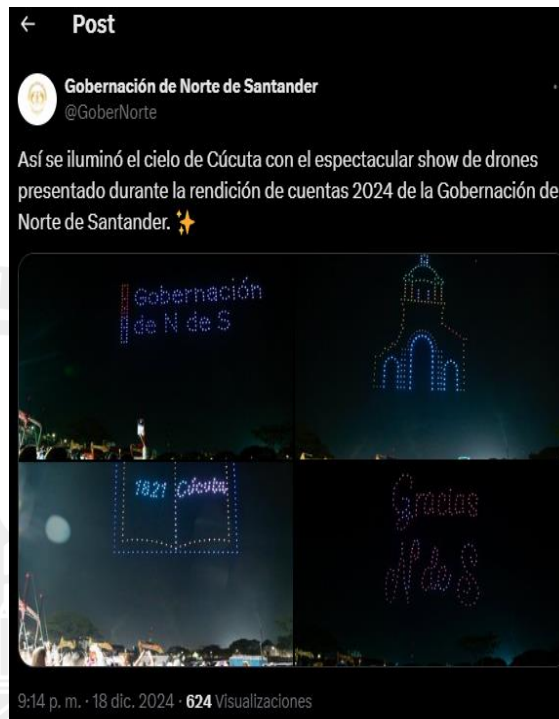 Post
Gobernación de Norte de Santander
@GoberNorte
Así se iluminó el cielo de Cúcuta con el espectacular show de drones
presentado durante la rendición de cuentas 2024 de la Gobernación de
Norte de Santander. ✨
Gobernación
de N de S
1821 Cúcuta
Gracias
N de S
9:14 p. m. · 18 dic. 2024 · 624 Visualizaciones